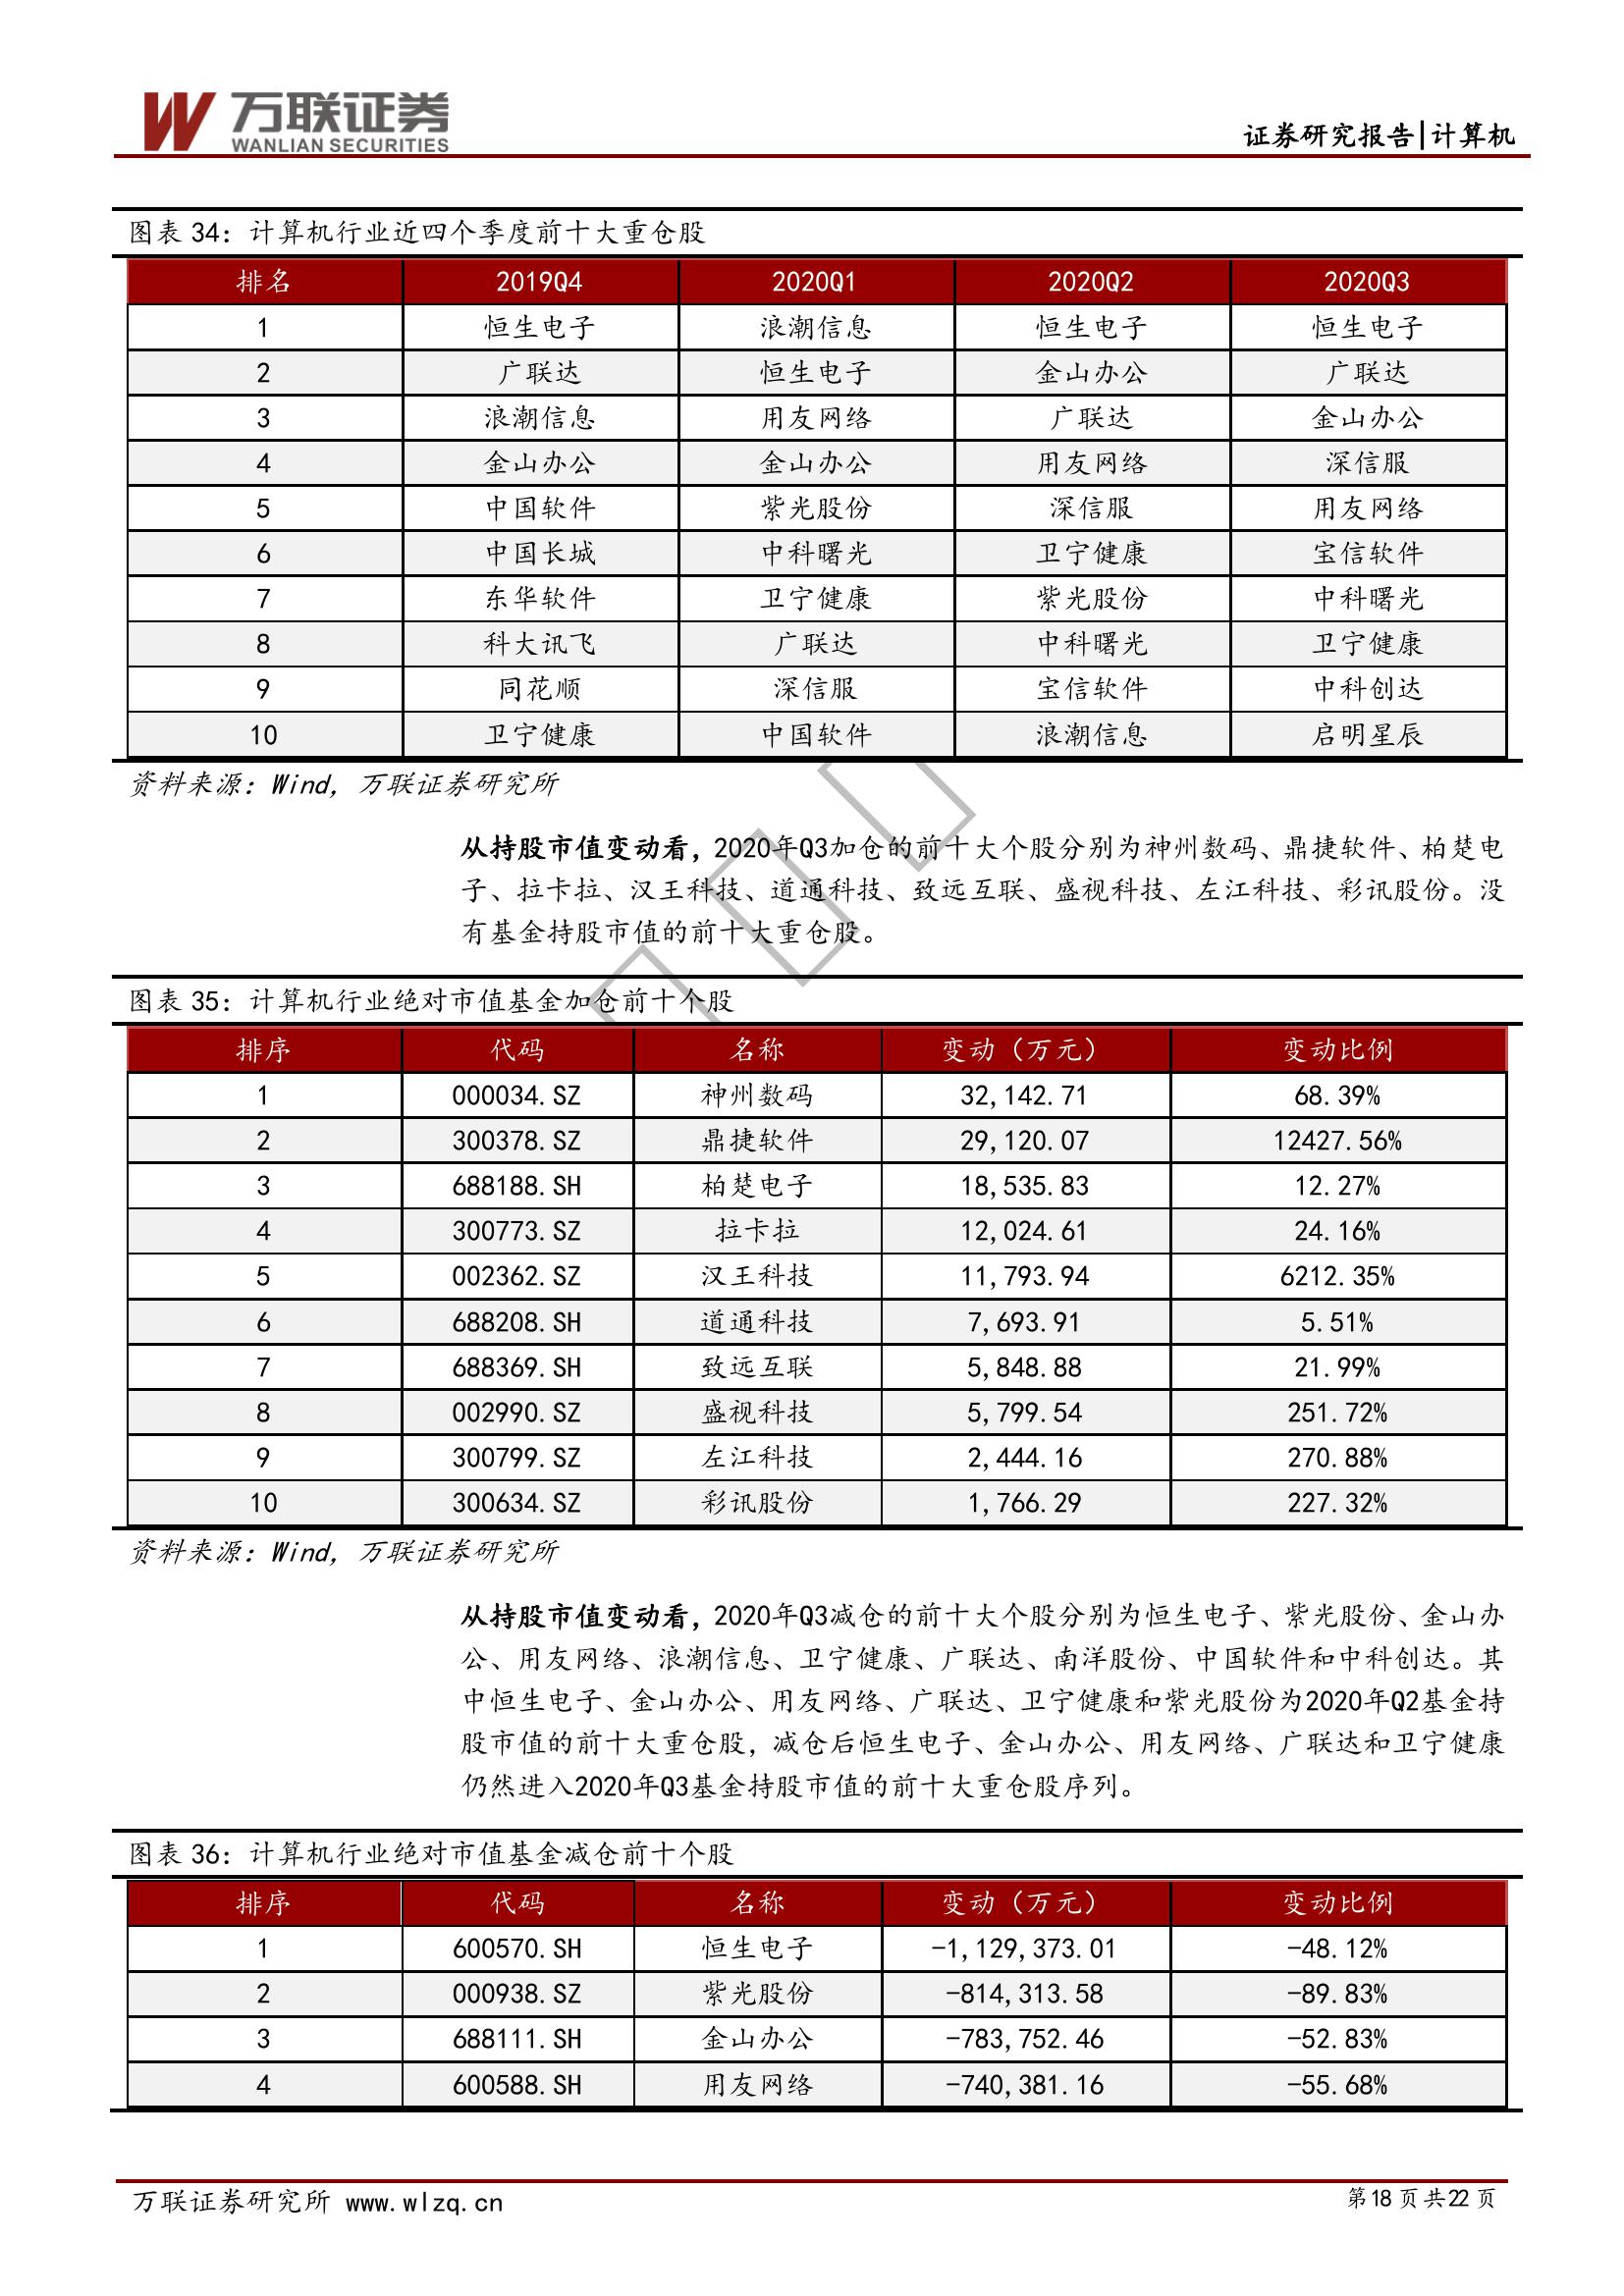 万联证券
WANLIAN SECURITIES
证券研究报告|计算机
图表 34：计算机行业近四个季度前十大重仓股
排名 2019Q4 2020Q1 2020Q2 2020Q3
1 恒生电子 浪潮信息 恒生电子 恒生电子
2 广联达 恒生电子 金山办公 广联达
3 浪潮信息 用友网络 广联达 金山办公
4 金山办公 金山办公 用友网络 深信服
5 中国软件 紫光股份 深信服 用友网络
6 中国长城 中科曙光 卫宁健康 宝信软件
7 东华软件 卫宁健康 紫光股份 中科曙光
8 科大讯飞 广联达 中科曙光 卫宁健康
9 同花顺 深信服 宝信软件 中科创达
10 卫宁健康 中国软件 浪潮信息 启明星辰
资料来源：Wind，万联证券研究所
从持股市值变动看，2020年Q3加仓的前十大个股分别为神州数码、鼎捷软件、柏楚电
子、拉卡拉、汉王科技、道通科技、致远互联、盛视科技、左江科技、彩讯股份。没
有基金持股市值的前十大重仓股。
图表 35：计算机行业绝对市值基金加仓前十个股
排序 代码 名称 变动（万元） 变动比例
1 000034.SZ 神州数码 32,142.71 68.39%
2 300378.SZ 鼎捷软件 29,120.07 12427.56%
3 688188.SH 柏楚电子 18,535.83 12.27%
4 300773.SZ 拉卡拉 12,024.61 24.16%
5 002362.SZ 汉王科技 11,793.94 6212.35%
6 688208.SH 道通科技 7,693.91 5.51%
7 688369.SH 致远互联 5,848.88 21.99%
8 002990.SZ 盛视科技 5,799.54 251.72%
9 300799.SZ 左江科技 2,444.16 270.88%
10 300634.SZ 彩讯股份 1,766.29 227.32%
资料来源：Wind，万联证券研究所
从持股市值变动看，2020年Q3减仓的前十大个股分别为恒生电子、紫光股份、金山办
公、用友网络、浪潮信息、卫宁健康、广联达、南洋股份、中国软件和中科创达。其
中恒生电子、金山办公、用友网络、广联达、卫宁健康和紫光股份为2020年Q2基金持
股市值的前十大重仓股，减仓后恒生电子、金山办公、用友网络、广联达和卫宁健康
仍然进入2020年Q3基金持股市值的前十大重仓股序列。
图表 36：计算机行业绝对市值基金减仓前十个股
排序 代码 名称 变动（万元） 变动比例
1 600570.SH 恒生电子 -1,129,373.01 -48.12%
2 000938.SZ 紫光股份 -814,313.58 -89.83%
3 688111.SH 金山办公 -783,752.46 -52.83%
4 600588.SH 用友网络 -740,381.16 -55.68%
万联证券研究所 www.wlzq.cn 第18页共22页